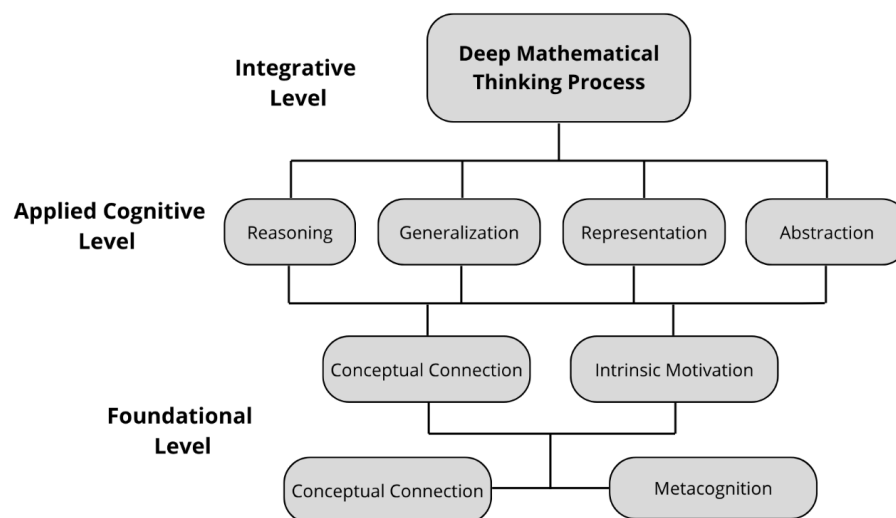 Integrative
Level
Deep Mathematical
Thinking Process
Applied Cognitive
Level
Reasoning
Generalization
Representation
Abstraction
Foundational
Level
Conceptual Connection
Intrinsic Motivation
Conceptual Connection
Metacognition